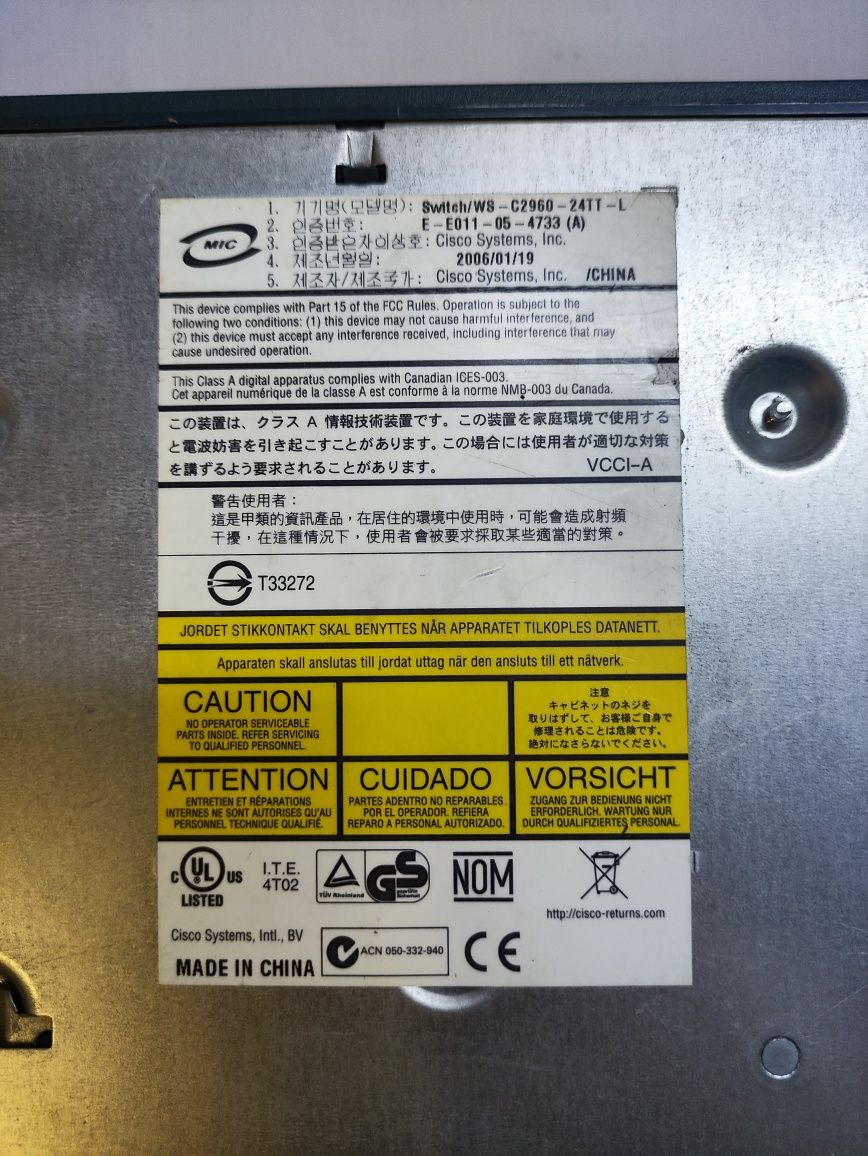 MIC
1. 기기명(모델명): Switch/WS-C2960-24TT-L
2. 인증번호: E-E011-05-4733 (A)
3. 인증받은자의상호: Cisco Systems, Inc.
4. 제조년월일: 2006/01/19
5. 제조자/제조국가: Cisco Systems, Inc. /CHINA
This device complies with Part 15 of the FCC Rules. Operation is subject to the
following two conditions: (1) this device may not cause harmful interference, and
(2) this device must accept any interference received, including interference that may
cause undesired operation.
This Class A digital apparatus complies with Canadian ICES-003.
Cet appareil numérique de la classe A est conforme à la norme NMB-003 du Canada.
この装置は、クラス A 情報技術装置です。この装置を家庭環境で使用する
と電波妨害を引き起こすことがあります。この場合には使用者が適切な対策
を講ずるよう要求されることがあります。 VCCI-A
警告使用者：
這是甲類的資訊產品，在居住的環境中使用時，可能會造成射頻
干擾，在這種情況下，使用者會被要求採取某些適當的對策。
T33272
JORDET STIKKONTAKT SKAL BENYTTES NÅR APPARATET TILKOPLES DATANETT.
Apparaten skall anslutas till jordat uttag när den ansluts till ett nätverk.
CAUTION
NO OPERATOR SERVICEABLE
PARTS INSIDE. REFER SERVICING
TO QUALIFIED PERSONNEL.
注意
キャビネットのネジを
取りはずして、お客様ご自身で
修理されることは危険です。
絶対になさらないでください。
ATTENTION
ENTRETIEN ET RÉPARATIONS
INTERNES NE SONT AUTORISES QU'AU
PERSONNEL TECHNIQUE QUALIFIÉ.
CUIDADO
PARTES ADENTRO NO REPARABLES
POR EL OPERADOR. REFIERA
REPARO A PERSONAL AUTORIZADO.
VORSICHT
ZUGANG ZUR BEDIENUNG NICHT
ERFORDERLICH. WARTUNG NUR
DURCH QUALIFIZIERTES PERSONAL.
C UL US
LISTED
I.T.E.
4T02
TÜV Rheinland
GS
geprüfte
Sicherheit
NOM
http://cisco-returns.com
Cisco Systems, Intl., BV
MADE IN CHINA
ACN 050-332-940
CE